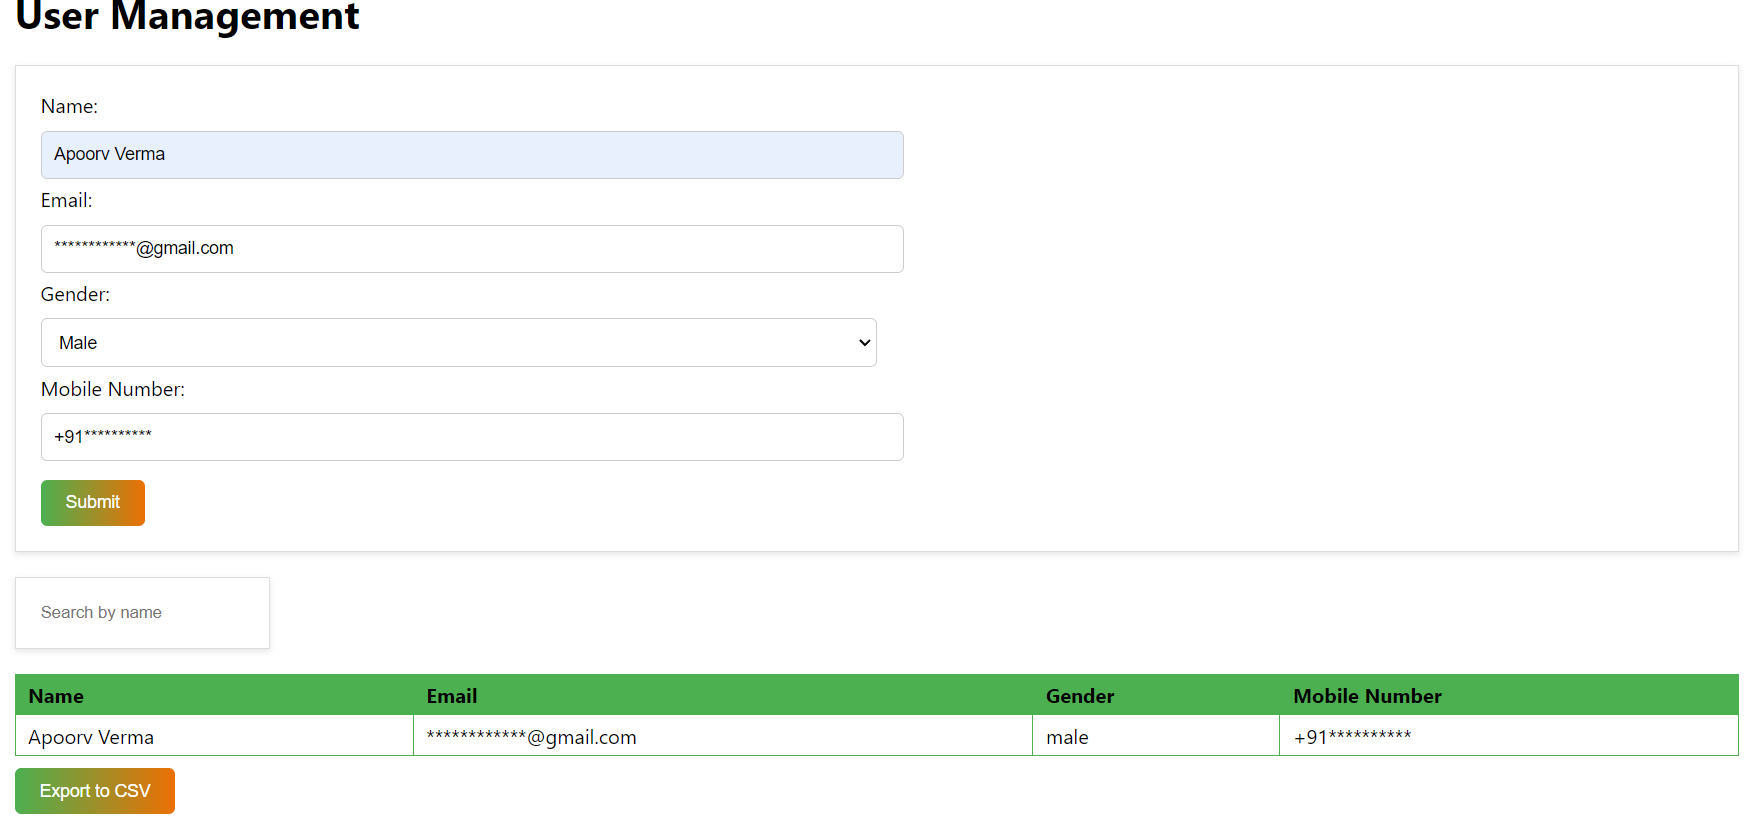 User Management
Name:
Apoorv Verma
Email:
************@gmail.com
Gender:
Male
Mobile Number:
+91**********
Submit
Search by name
Name Email Gender Mobile Number
Apoorv Verma ************@gmail.com male +91**********
Export to CSV